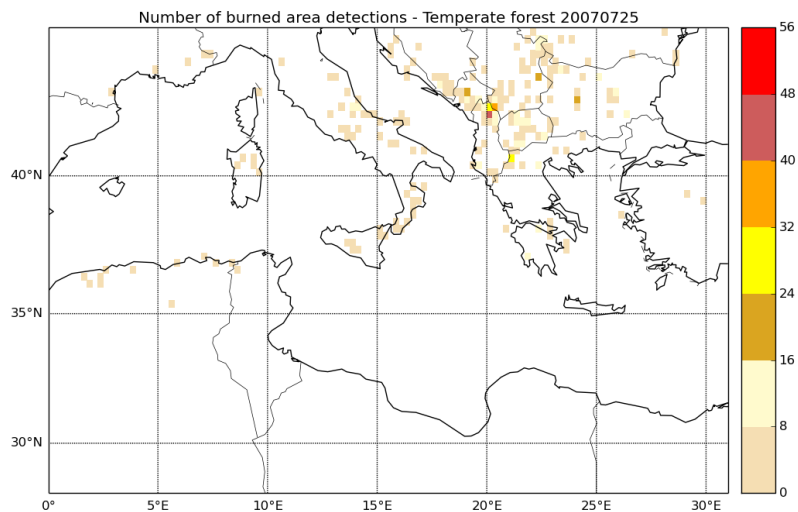 Number of burned area detections - Temperate forest 20070725
56
48
40
32
24
16
8
0
40°N
35°N
30°N
0°
5°E
10°E
15°E
20°E
25°E
30°E